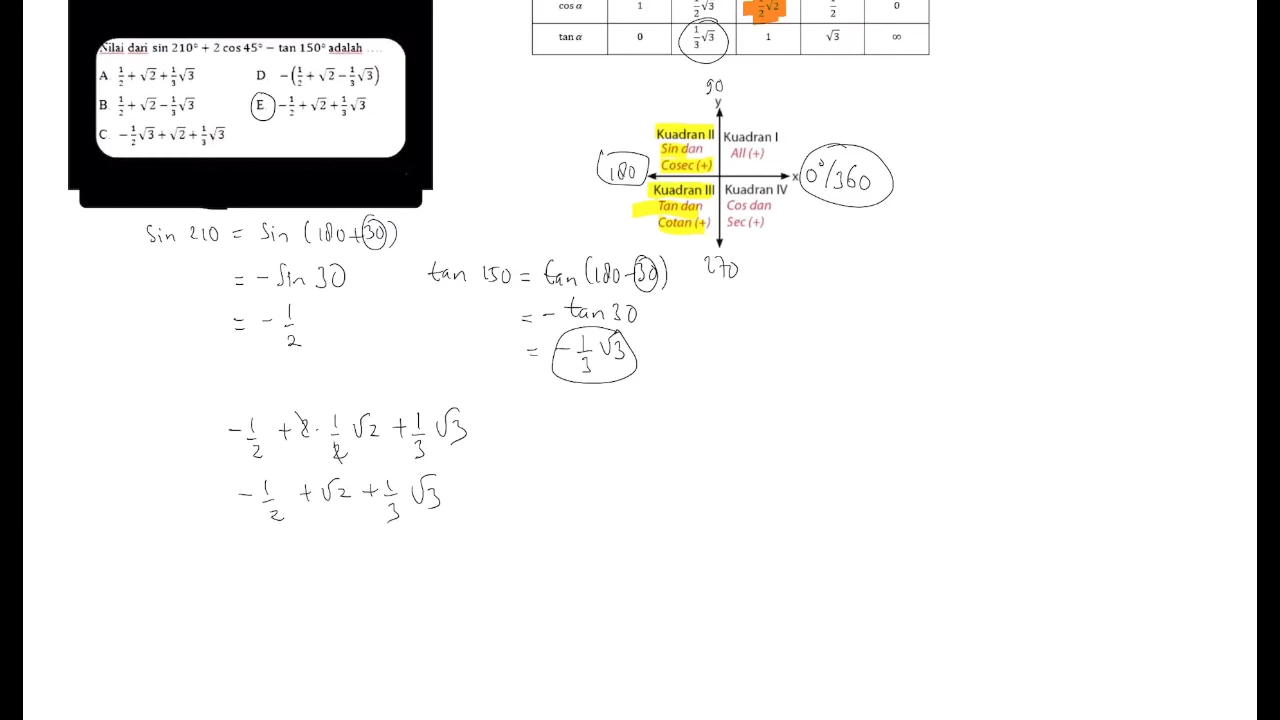 cos α 1 ½√3 ½√2 ½ 0
tan α 0 ⅓√3 1 √3 ∞
Nilai dari sin 210° + 2 cos 45° − tan 150° adalah ....
A. ½ + √2 + ⅓√3
B. ½ + √2 − ⅓√3
C. −½√3 + √2 + ⅓√3
D −(½ + √2 − ⅓√3)
E −½ + √2 + ⅓√3
90
y
Kuadran II
Sin dan
Cosec (+)
Kuadran I
All (+)
180
x
0°/360
Kuadran III
Tan dan
Cotan (+)
Kuadran IV
Cos dan
Sec (+)
270
sin 210 = sin (180+30)
= − sin 30
= − ½
tan 150 = tan (180−30)
= − tan 30
= − ⅓ √3
− ½ + 2 · ½ √2 + ⅓ √3
− ½ + √2 + ⅓ √3